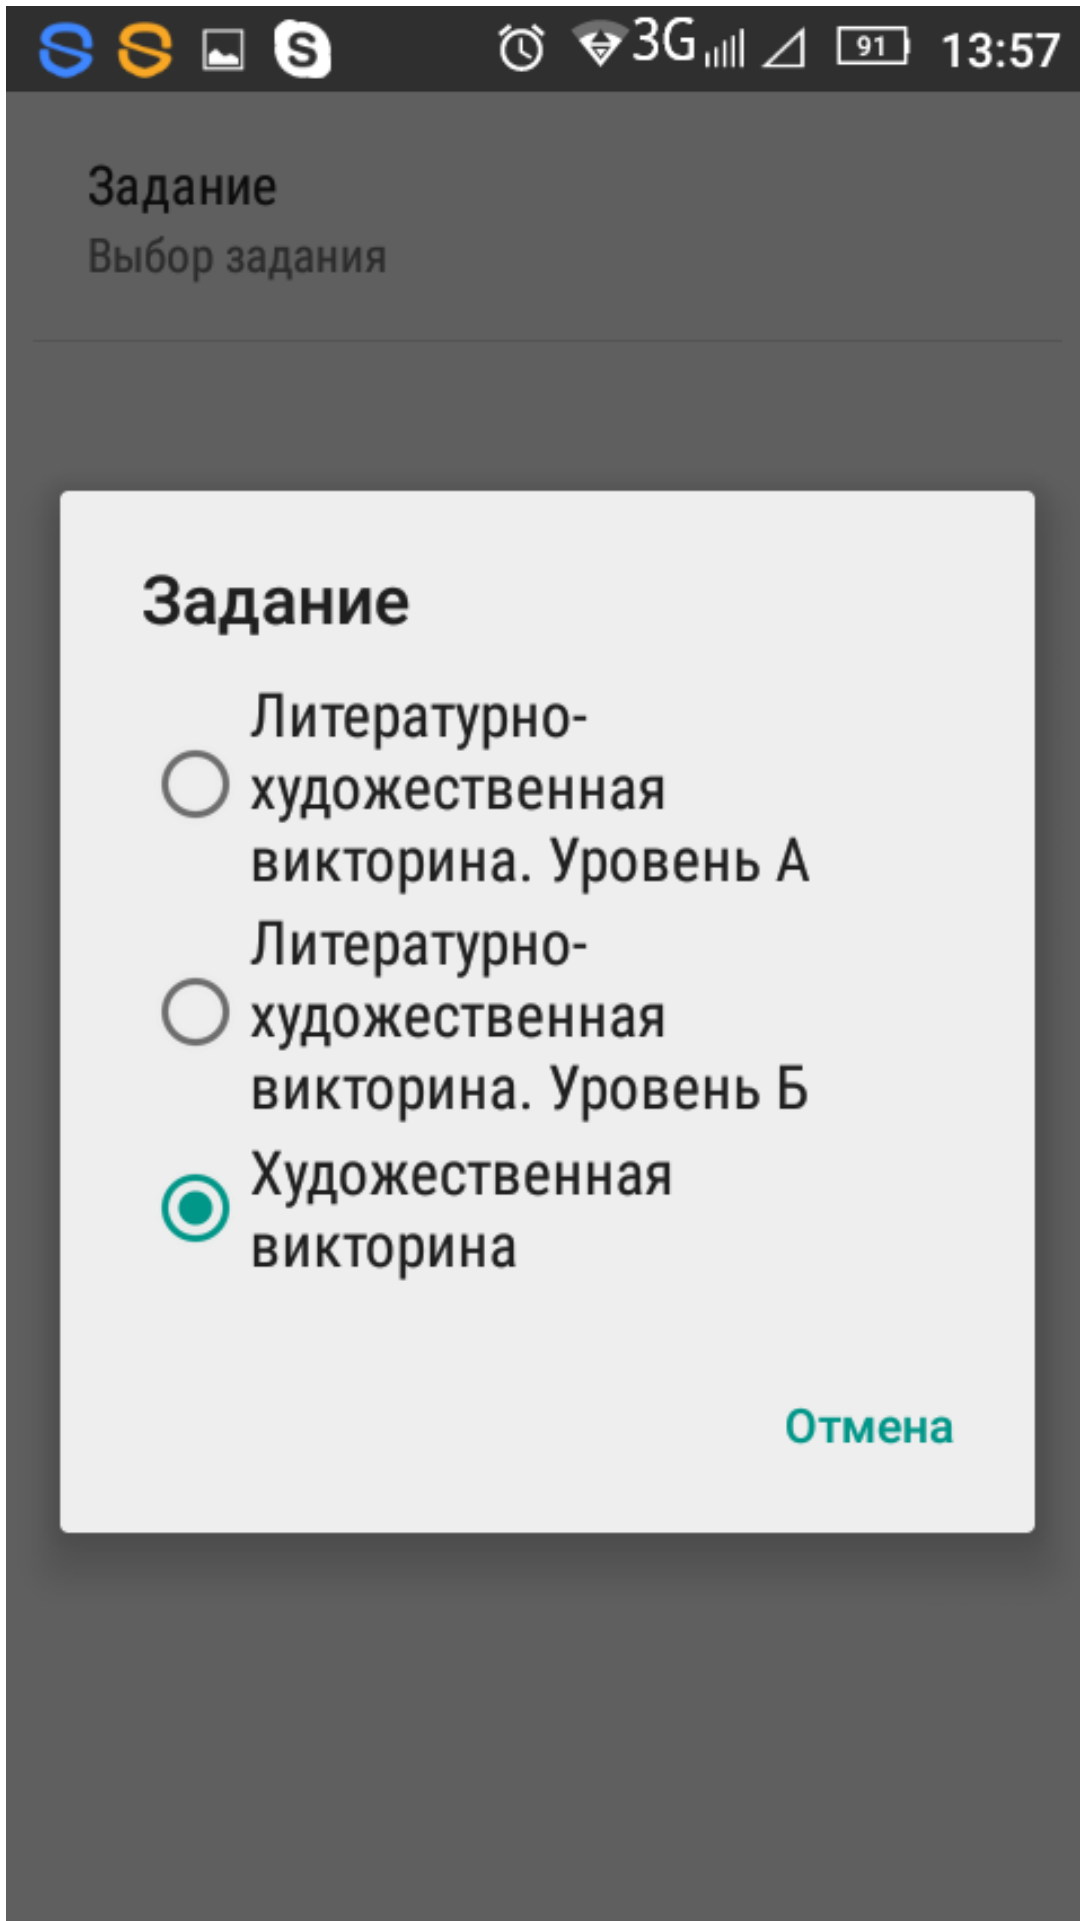 3G 91 13:57
Задание
Выбор задания
Задание
Литературно-
художественная
викторина. Уровень А
Литературно-
художественная
викторина. Уровень Б
Художественная
викторина
Отмена